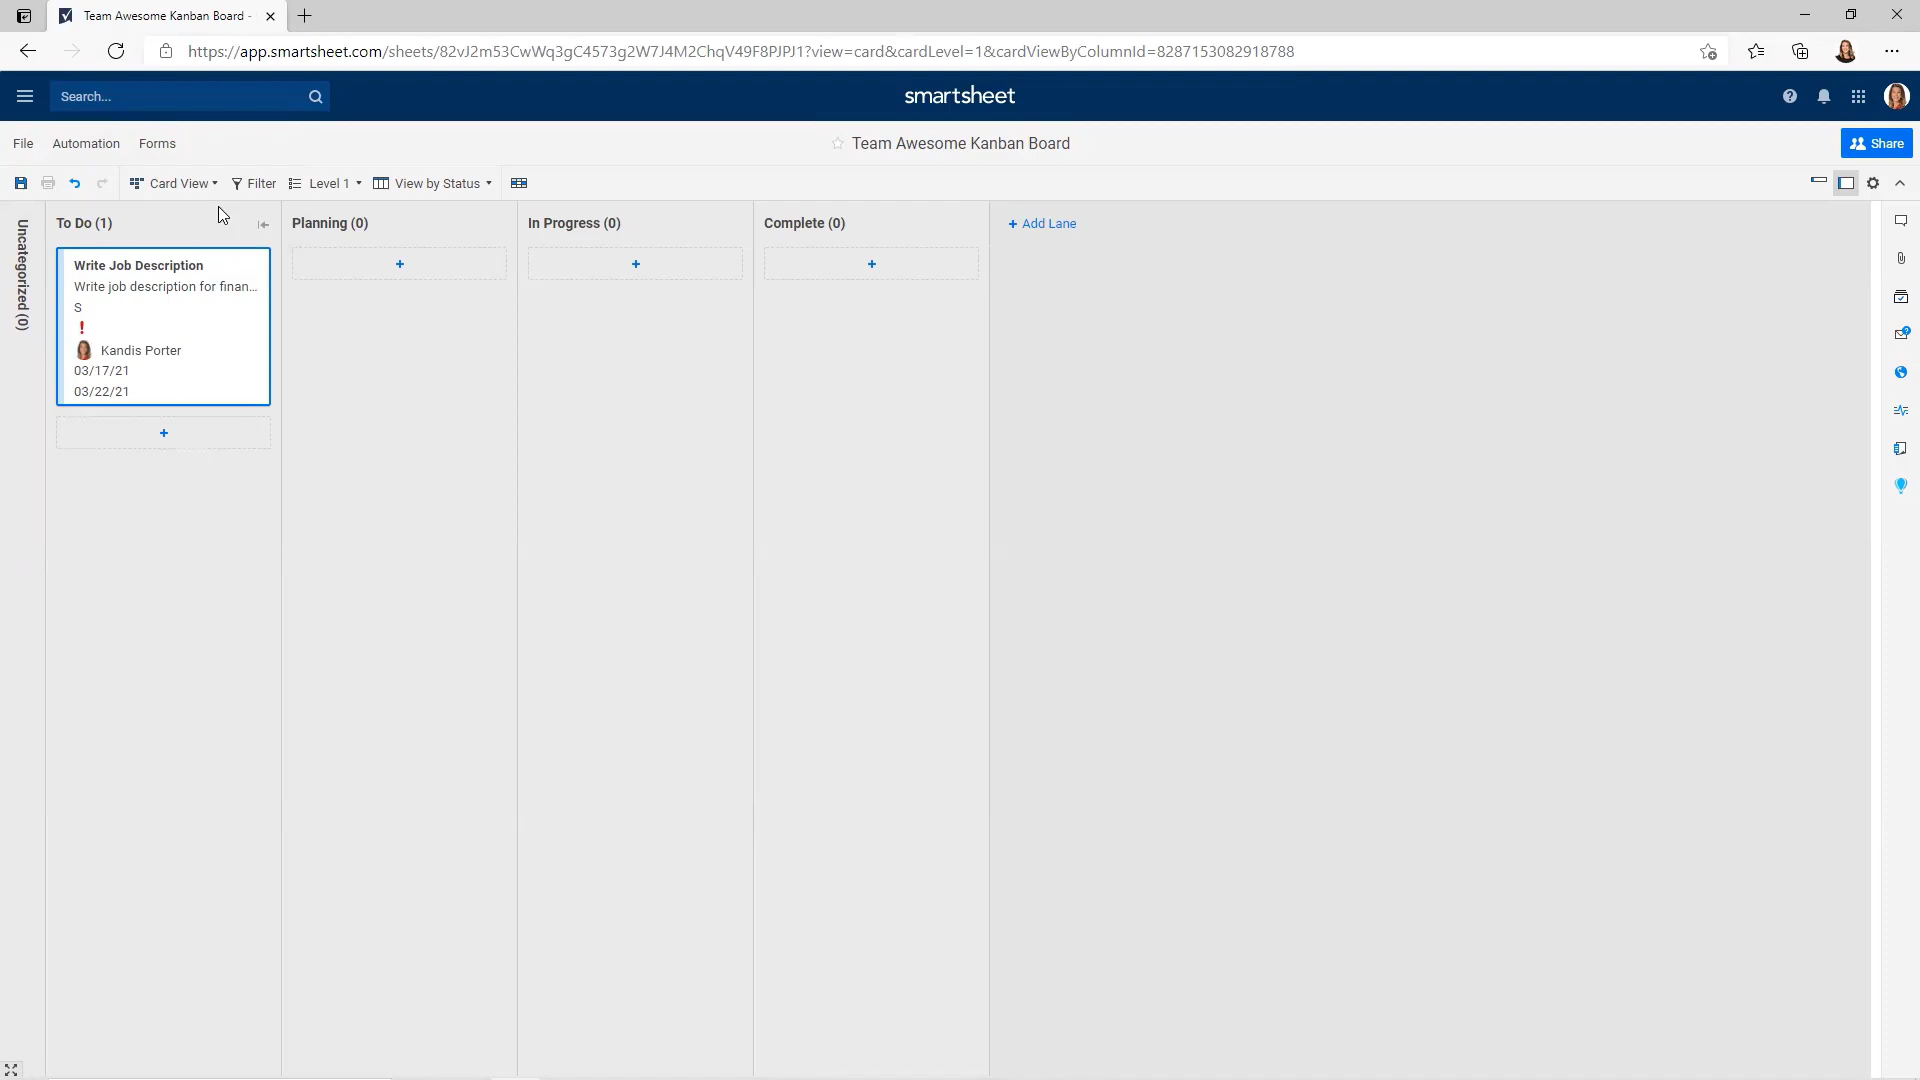 Team Awesome Kanban Board -
https://app.smartsheet.com/sheets/82vJ2m53CwWq3gC4573g2W7J4M2ChqV49F8PJPJ1?view=card&cardLevel=1&cardViewByColumnId=8287153082918788
Search...
smartsheet
File Automation Forms
Team Awesome Kanban Board
Share
Card View Filter Level 1 View by Status
Uncategorized (0)
To Do (1)
Planning (0)
In Progress (0)
Complete (0)
+ Add Lane
Write Job Description
Write job description for finan...
S
Kandis Porter
03/17/21
03/22/21
+
+
+
+